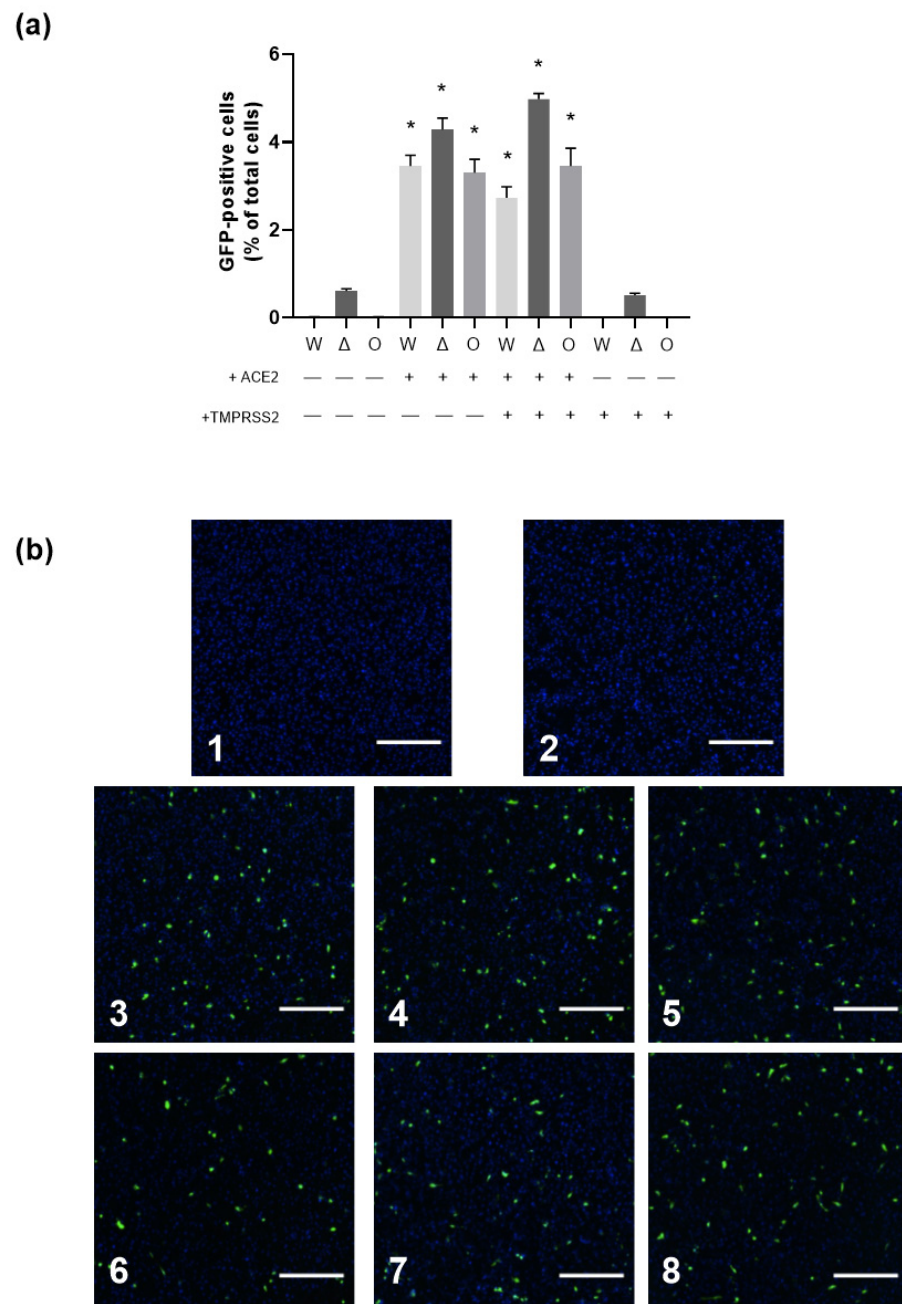 (a)
GFP-positive cells
(% of total cells)
6
4
2
0
* * * * * *
W Δ O W Δ O W Δ O W Δ O
+ ACE2 — — — + + + + + + — — —
+TMPRSS2 — — — — — — + + + + + +
(b)
1 2
3 4 5
6 7 8